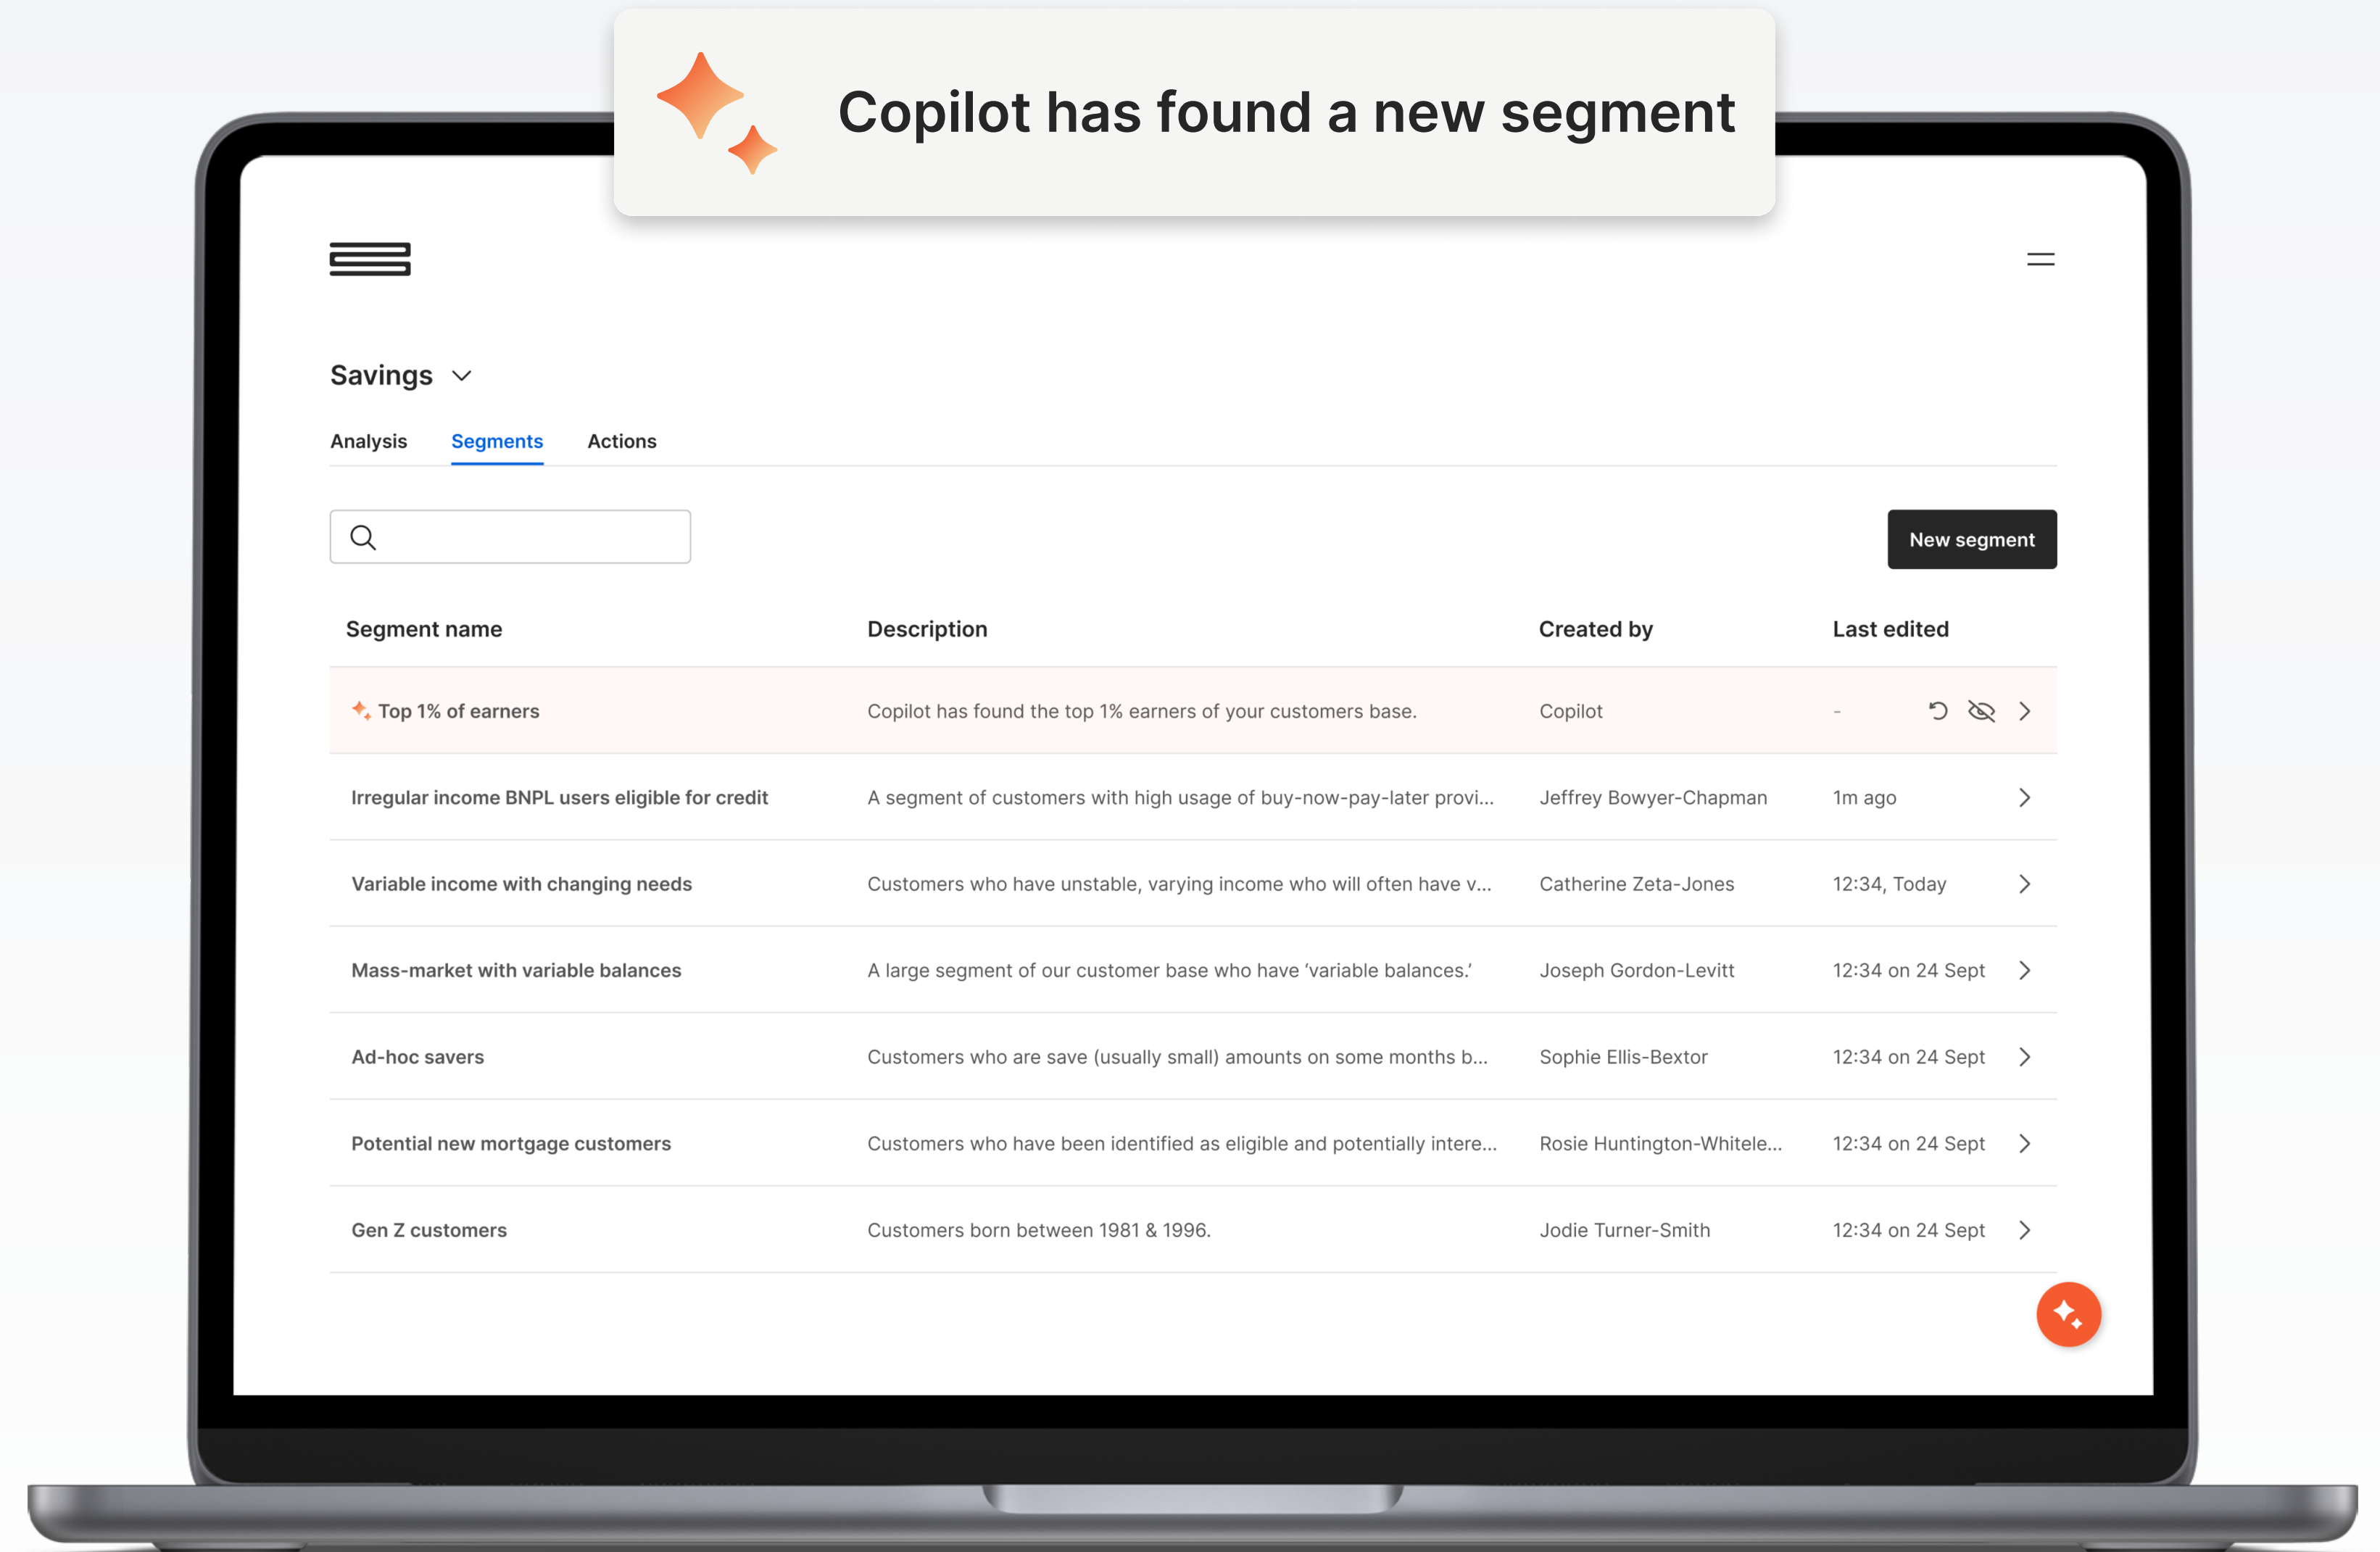 Copilot has found a new segment
Savings
Analysis Segments Actions
New segment
Segment name Description Created by Last edited
Top 1% of earners Copilot has found the top 1% earners of your customers base. Copilot -
Irregular income BNPL users eligible for credit A segment of customers with high usage of buy-now-pay-later provi... Jeffrey Bowyer-Chapman 1m ago
Variable income with changing needs Customers who have unstable, varying income who will often have v... Catherine Zeta-Jones 12:34, Today
Mass-market with variable balances A large segment of our customer base who have ‘variable balances.’ Joseph Gordon-Levitt 12:34 on 24 Sept
Ad-hoc savers Customers who are save (usually small) amounts on some months b... Sophie Ellis-Bextor 12:34 on 24 Sept
Potential new mortgage customers Customers who have been identified as eligible and potentially intere... Rosie Huntington-Whitele... 12:34 on 24 Sept
Gen Z customers Customers born between 1981 & 1996. Jodie Turner-Smith 12:34 on 24 Sept